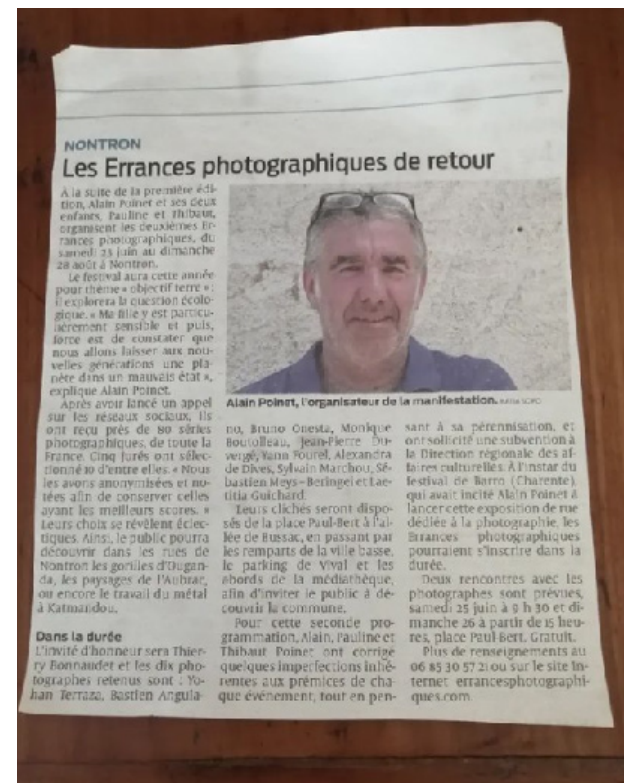 NONTRON
Les Errances photographiques de retour
À la suite de la première édi-
tion, Alain Poinet et ses deux
enfants, Pauline et Thibaut,
organisent les deuxièmes Er-
rances photographiques, du
samedi 25 juin au dimanche
28 août à Nontron.
Le festival aura cette année
pour thème « objectif terre » :
il explorera la question écolo-
gique. « Ma fille y est particu-
lièrement sensible et puis,
force est de constater que
nous allons laisser aux nou-
velles générations une pla-
nète dans un mauvais état »,
explique Alain Poinet.
Après avoir lancé un appel
sur les réseaux sociaux, ils
ont reçu près de 80 séries
photographiques, de toute la
France. Cinq jurés ont sélec-
tionné 10 d'entre elles. « Nous
les avons anonymisées et no-
tées afin de conserver celles
ayant les meilleurs scores. »
Leurs choix se révèlent éclec-
tiques. Ainsi, le public pourra
découvrir dans les rues de
Nontron les gorilles d'Ougan-
da, les paysages de l'Aubrac,
ou encore le travail du métal
à Katmandou.
Dans la durée
L'invité d'honneur sera Thier-
ry Bonnaudet et les dix pho-
tographes retenus sont : Yo-
han Terraza, Bastien Angula-
Alain Poinet, l'organisateur de la manifestation.
no, Bruno Onesta, Monique
Boutolleau, Jean-Pierre Du-
vergé, Yann Fourel, Alexandra
de Dives, Sylvain Marchou, Sé-
bastien Meys-Beringel et Lae-
titia Guichard.
Leurs clichés seront dispo-
sés de la place Paul-Bert à l'al-
lée de Bussac, en passant par
les remparts de la ville basse,
le parking de Vival et les
abords de la médiathèque,
afin d'inviter le public à dé-
couvrir la commune.
Pour cette seconde pro-
grammation, Alain, Pauline et
Thibaut Poinet ont corrigé
quelques imperfections inhé-
rentes aux prémices de cha-
que événement, tout en pen-
sant à sa pérennisation, et
ont sollicité une subvention à
la Direction régionale des af-
faires culturelles. À l'instar du
festival de Barro (Charente),
qui avait incité Alain Poinet à
lancer cette exposition de rue
dédiée à la photographie, les
Errances photographiques
pourraient s'inscrire dans la
durée.
Deux rencontres avec les
photographes sont prévues,
samedi 25 juin à 9 h 30 et di-
manche 26 à partir de 15 heu-
res, place Paul-Bert. Gratuit.
Plus de renseignements au
06 85 30 57 21 ou sur le site In-
ternet errancesphotographi-
ques.com